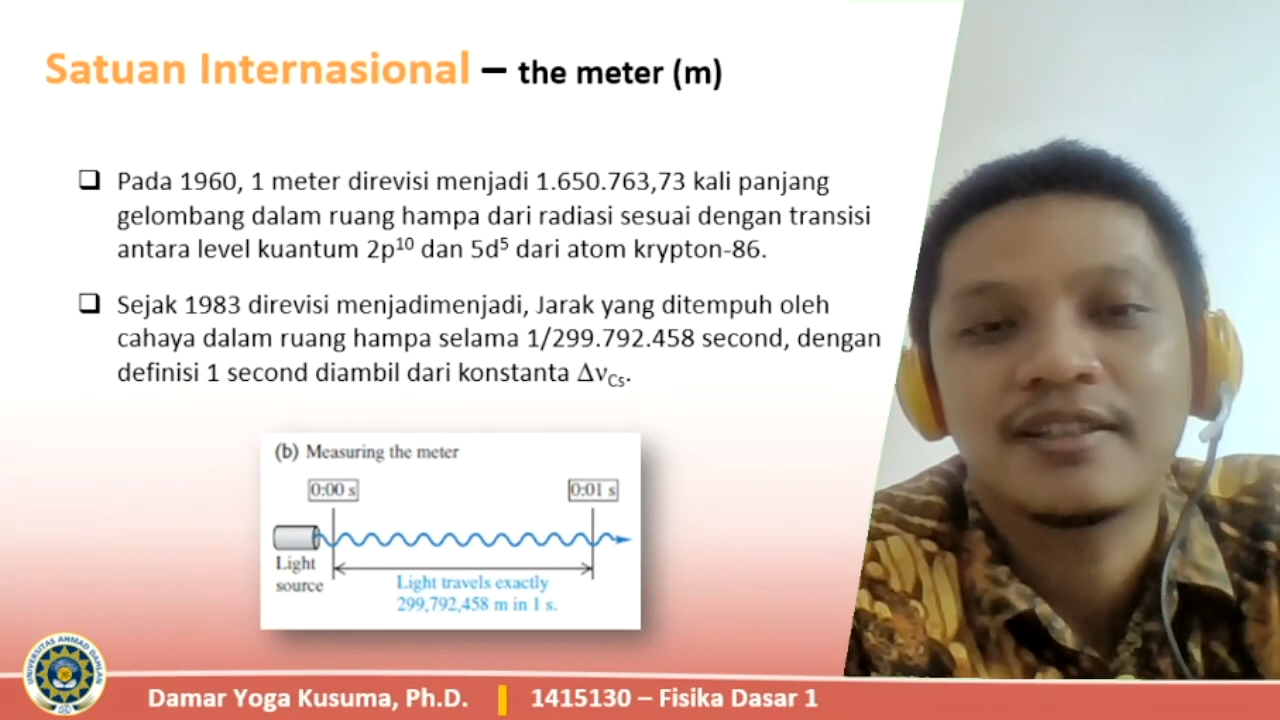 Satuan Internasional – the meter (m)
❑ Pada 1960, 1 meter direvisi menjadi 1.650.763,73 kali panjang
gelombang dalam ruang hampa dari radiasi sesuai dengan transisi
antara level kuantum 2p¹⁰ dan 5d⁵ dari atom krypton-86.
❑ Sejak 1983 direvisi menjadimenjadi, Jarak yang ditempuh oleh
cahaya dalam ruang hampa selama 1/299.792.458 second, dengan
definisi 1 second diambil dari konstanta ΔνCs.
(b) Measuring the meter
0:00 s 0:01 s
Light
source
Light travels exactly
299,792,458 m in 1 s.
UNIVERSITAS AHMAD DAHLAN
Damar Yoga Kusuma, Ph.D. 1415130 – Fisika Dasar 1